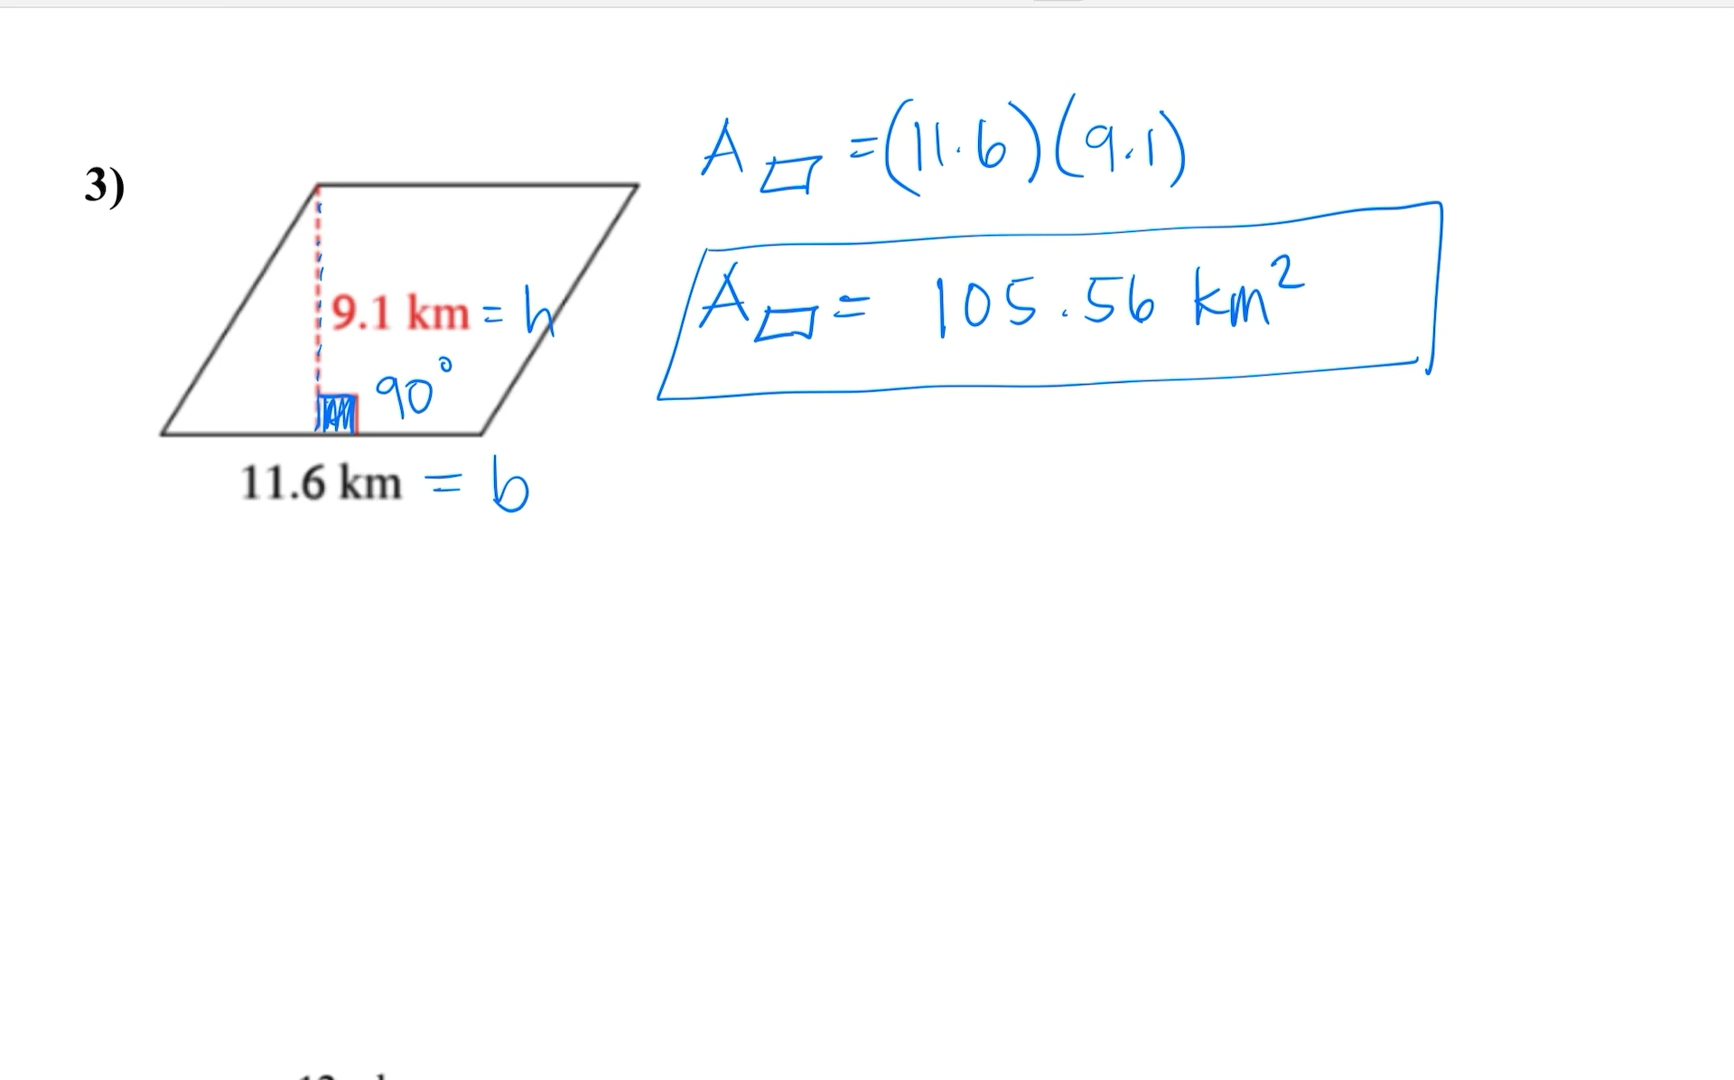 3)
A▱ = (11.6)(9.1)
9.1 km = h
90°
11.6 km = b
A▱ = 105.56 km²